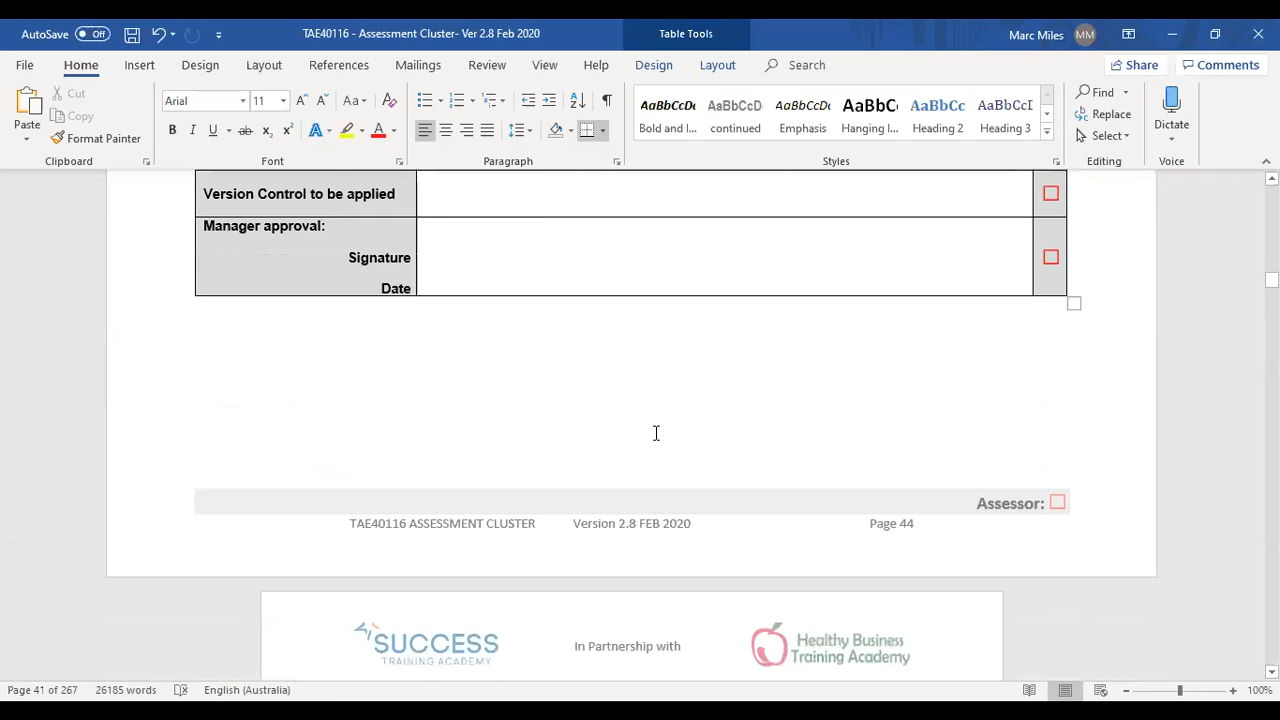 AutoSave Off TAE40116 - Assessment Cluster- Ver 2.8 Feb 2020 Table Tools Marc Miles MM
File Home Insert Design Layout References Mailings Review View Help Design Layout Search Share Comments
Paste Cut Copy Format Painter
Arial 11 Aa
B I U ab x₂ x² A A
AaBbCcDc AaBbCcDc AaBbCcDc AaBbC AaBbCc AaBbCcD
Bold and I... continued Emphasis Hanging I... Heading 2 Heading 3
Find Replace Select Dictate
Clipboard Font Paragraph Styles Editing Voice
Version Control to be applied
Manager approval:
Signature
Date
Assessor:
TAE40116 ASSESSMENT CLUSTER Version 2.8 FEB 2020 Page 44
SUCCESS TRAINING ACADEMY In Partnership with Healthy Business Training Academy
Page 41 of 267 26185 words English (Australia) 100%